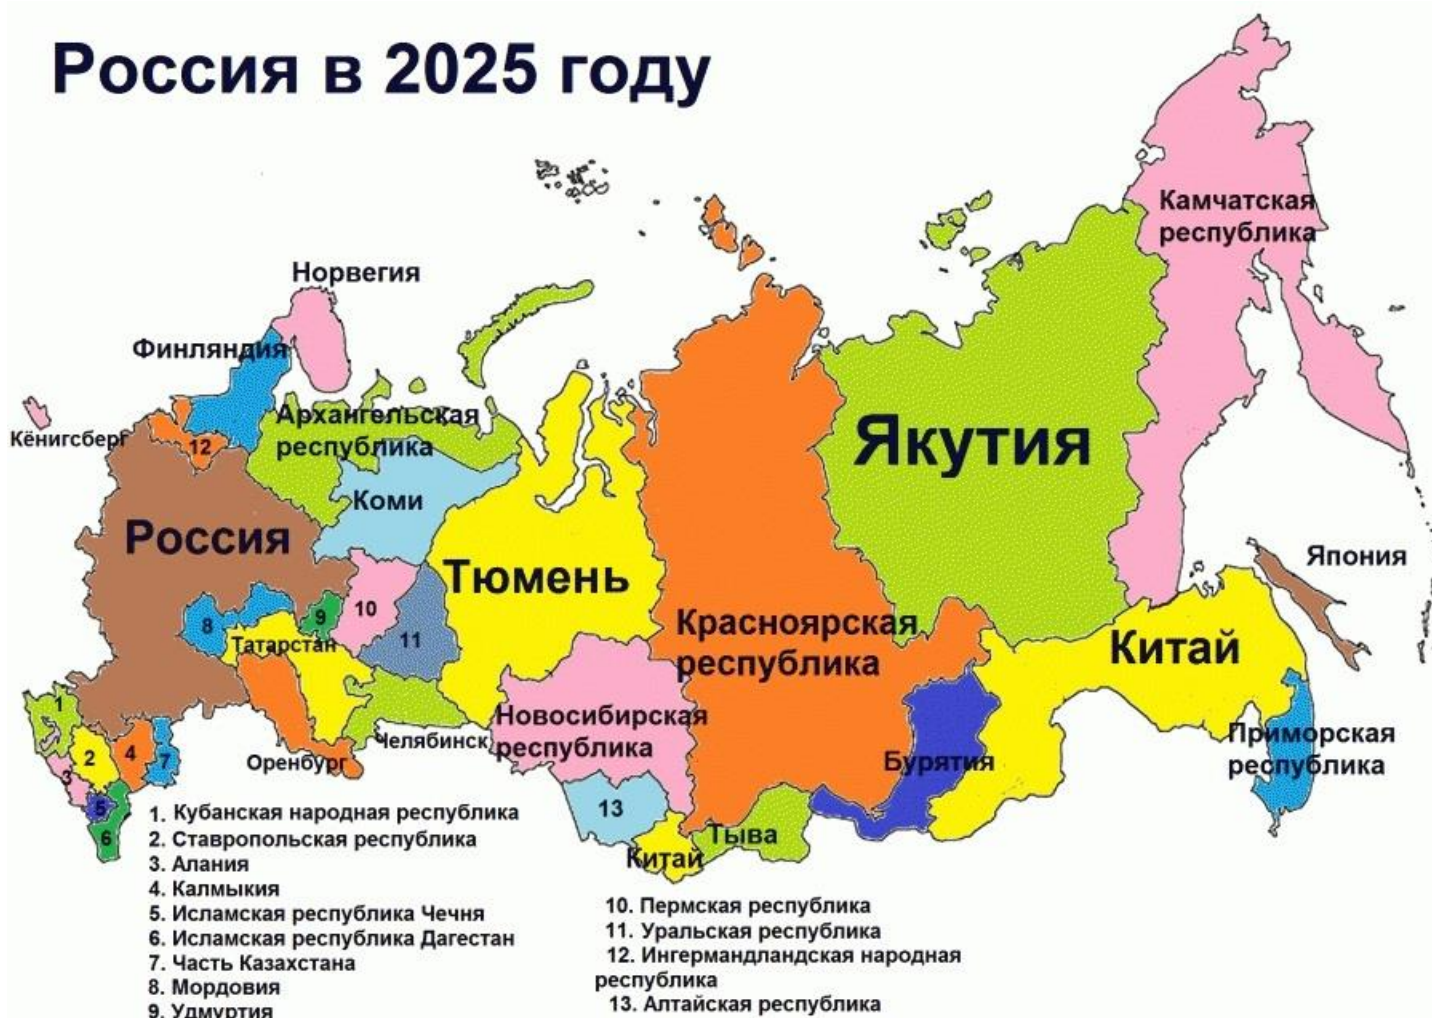 Россия в 2025 году
Камчатская
республика
Норвегия
Финляндия
Архангельская
республика
Кёнигсберг
12
Якутия
Коми
Россия
Япония
Тюмень
9
10
8
11
Татарстан
Красноярская
республика
Китай
1
Новосибирская
республика
Челябинск
Приморская
республика
2
4
7
Оренбург
Бурятия
3
5
6
13
Тыва
Китай
1. Кубанская народная республика
2. Ставропольская республика
3. Алания
4. Калмыкия
5. Исламская республика Чечня
6. Исламская республика Дагестан
7. Часть Казахстана
8. Мордовия
9. Удмуртия
10. Пермская республика
11. Уральская республика
12. Ингермандландская народная
республика
13. Алтайская республика